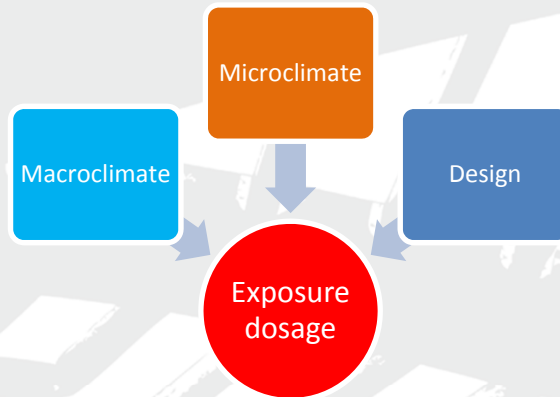 Microclimate
Macroclimate
Design
Exposure
dosage